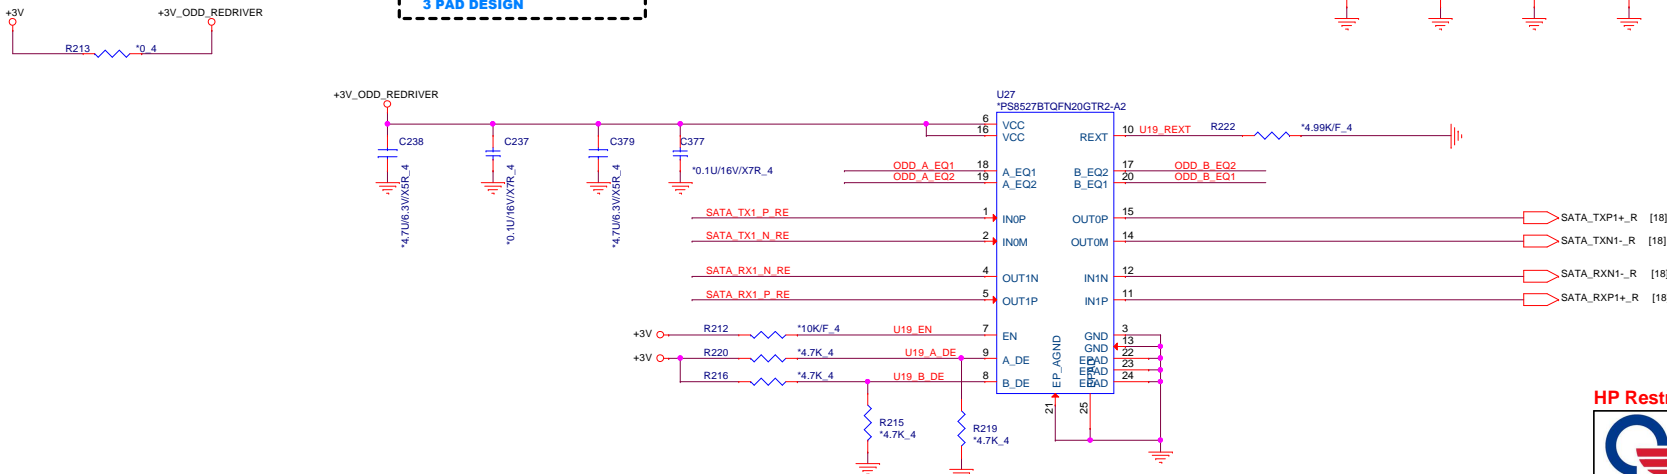 3 PAD DESIGN
+3V
+3V_ODD_REDRIVER
R213
*0_4
+3V_ODD_REDRIVER
C238
*4.7U/6.3V/X5R_4
C237
*0.1U/16V/X7R_4
C379
*4.7U/6.3V/X5R_4
C377
*0.1U/16V/X7R_4
U27
*PS8527BTQFN20GTR2-A2
6 VCC
16 VCC
REXT 10 U19_REXT R222 *4.99K/F_4
ODD_A_EQ1 18 A_EQ1
ODD_A_EQ2 19 A_EQ2
B_EQ2 17 ODD_B_EQ2
B_EQ1 20 ODD_B_EQ1
SATA_TX1_P_RE 1 IN0P
OUT0P 15 SATA_TXP1+_R [18]
SATA_TX1_N_RE 2 IN0M
OUT0M 14 SATA_TXN1-_R [18]
SATA_RX1_N_RE 4 OUT1N
IN1N 12 SATA_RXN1-_R [18]
SATA_RX1_P_RE 5 OUT1P
IN1P 11 SATA_RXP1+_R [18
+3V R212 *10K/F_4 U19_EN 7 EN
+3V R220 *4.7K_4 U19_A_DE 9 A_DE
R216 *4.7K_4 U19_B_DE 8 B_DE
GND 3
GND 13
EPAD 22
EPAD 23
EPAD 24
EP_AGND
21
25
R215
*4.7K_4
R219
*4.7K_4
HP Restr